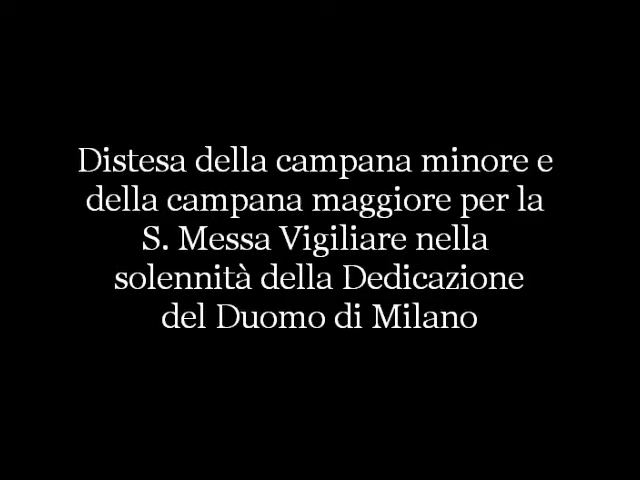 Distesa della campana minore e
della campana maggiore per la
S. Messa Vigiliare nella
solennità della Dedicazione
del Duomo di Milano